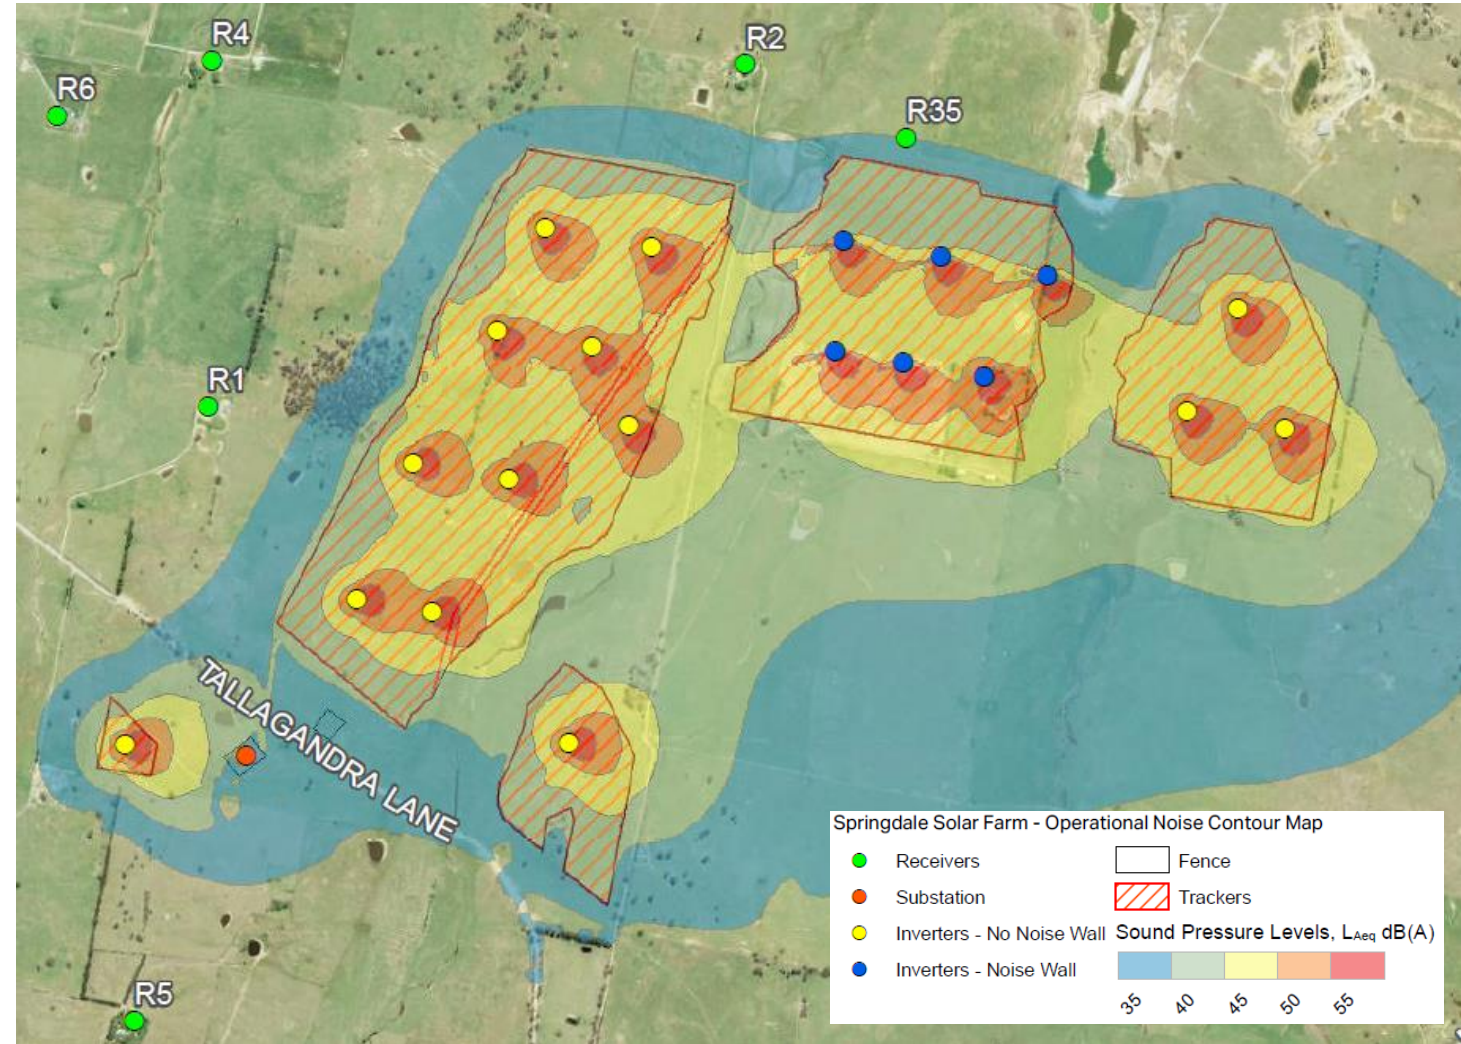 R4
R2
R6
R35
R1
TALLAGANDRA LANE
R5
Springdale Solar Farm - Operational Noise Contour Map
Receivers
Fence
Substation
Trackers
Inverters - No Noise Wall
Sound Pressure Levels, LAeq dB(A)
Inverters - Noise Wall
35 40 45 50 55